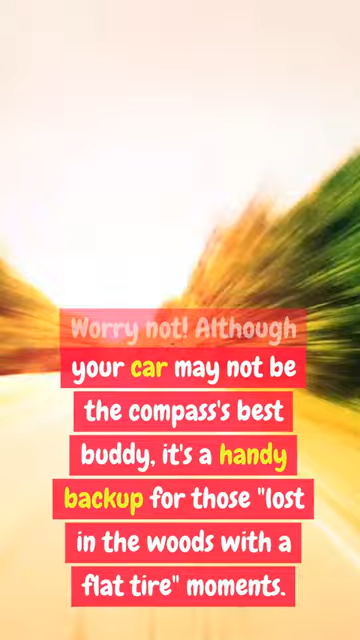 Worry not! Although
your car may not be
the compass's best
buddy, it's a handy
backup for those "lost
in the woods with a
flat tire" moments.